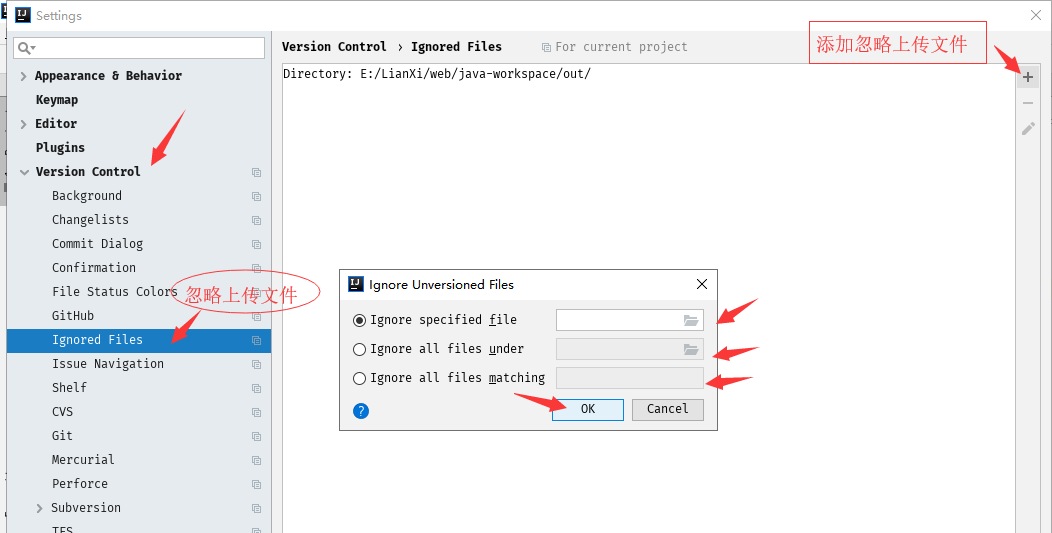 Settings
Version Control › Ignored Files
For current project
添加忽略上传文件
Directory: E:/LianXi/web/java-workspace/out/
Appearance & Behavior
Keymap
Editor
Plugins
Version Control
Background
Changelists
Commit Dialog
Confirmation
File Status Colors
忽略上传文件
GitHub
Ignored Files
Issue Navigation
Shelf
CVS
Git
Mercurial
Perforce
Subversion
TFS
IJ Ignore Unversioned Files
Ignore specified file
Ignore all files under
Ignore all files matching
?
OK
Cancel